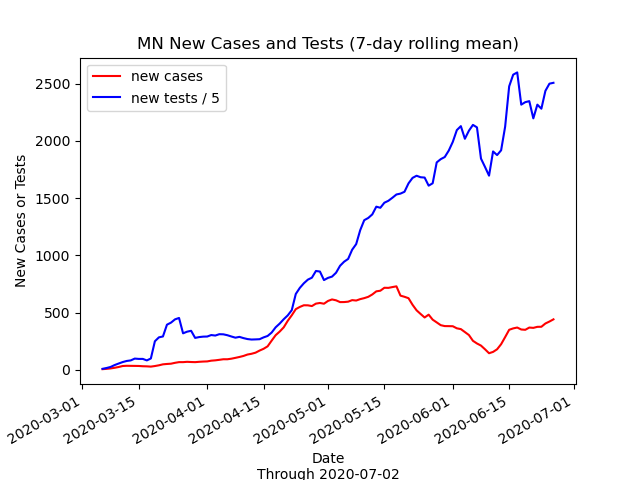 MN New Cases and Tests (7-day rolling mean)
new cases
new tests / 5
New Cases or Tests
2500
2000
1500
1000
500
0
2020-03-01
2020-03-15
2020-04-01
2020-04-15
2020-05-01
2020-05-15
2020-06-01
2020-06-15
2020-07-01
Date
Through 2020-07-02